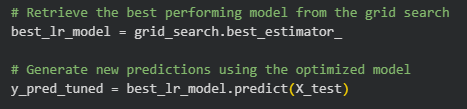 # Retrieve the best performing model from the grid search
best_lr_model = grid_search.best_estimator_
# Generate new predictions using the optimized model
y_pred_tuned = best_lr_model.predict(X_test)